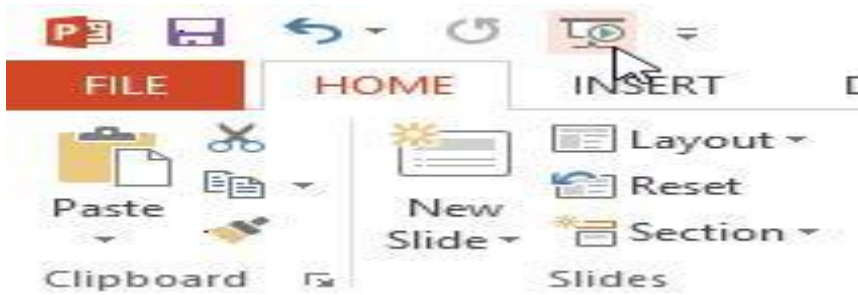 P
FILE HOME INSERT D
Paste
New
Slide
Layout
Reset
Section
Clipboard Slides